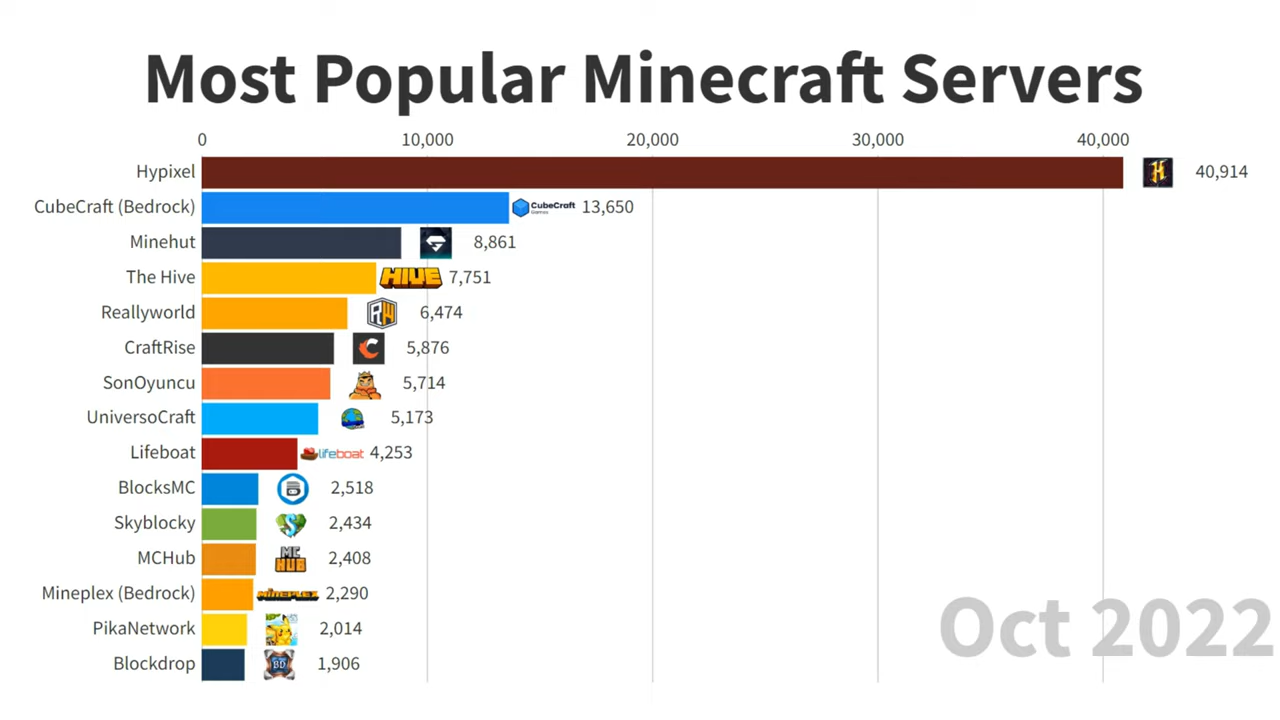 Most Popular Minecraft Servers
0 10,000 20,000 30,000 40,000
Hypixel H 40,914
CubeCraft (Bedrock) CubeCraft Games 13,650
Minehut 8,861
The Hive HIVE 7,751
Reallyworld RW 6,474
CraftRise C 5,876
SonOyuncu 5,714
UniversoCraft 5,173
Lifeboat lifeboat 4,253
BlocksMC 2,518
Skyblocky S 2,434
MCHub MC HUB 2,408
Mineplex (Bedrock) MINEPLEX 2,290
PikaNetwork 2,014
Blockdrop BD 1,906
Oct 2022